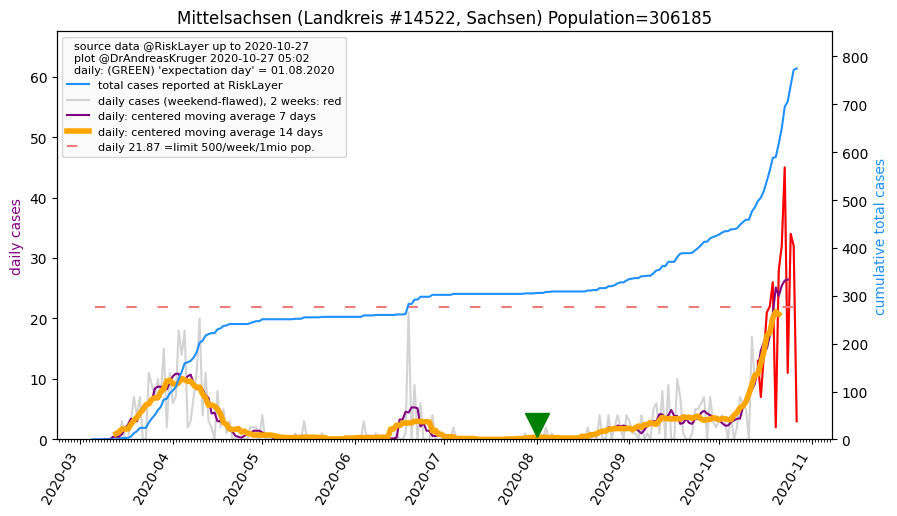 Mittelsachsen (Landkreis #14522, Sachsen) Population=306185
source data @RiskLayer up to 2020-10-27
plot @DrAndreasKruger 2020-10-27 05:02
daily: (GREEN) 'expectation day' = 01.08.2020
total cases reported at RiskLayer
daily cases (weekend-flawed), 2 weeks: red
daily: centered moving average 7 days
daily: centered moving average 14 days
daily 21.87 =limit 500/week/1mio pop.
daily cases
60
50
40
30
20
10
0
800
700
600
500
400
300
200
100
0
cumulative total cases
2020-03
2020-04
2020-05
2020-06
2020-07
2020-08
2020-09
2020-10
2020-11